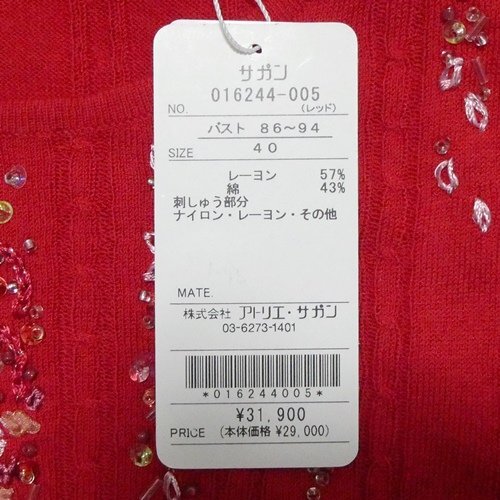 サガン
NO. 016244-005 (レッド)
バスト 86~94
SIZE 40
レーヨン 57%
綿 43%
刺しゅう部分
ナイロン・レーヨン・その他
MATE.
株式会社 アトリエ・サガン
03-6273-1401
*016244005*
¥31,900
PRICE (本体価格 ¥29,000)